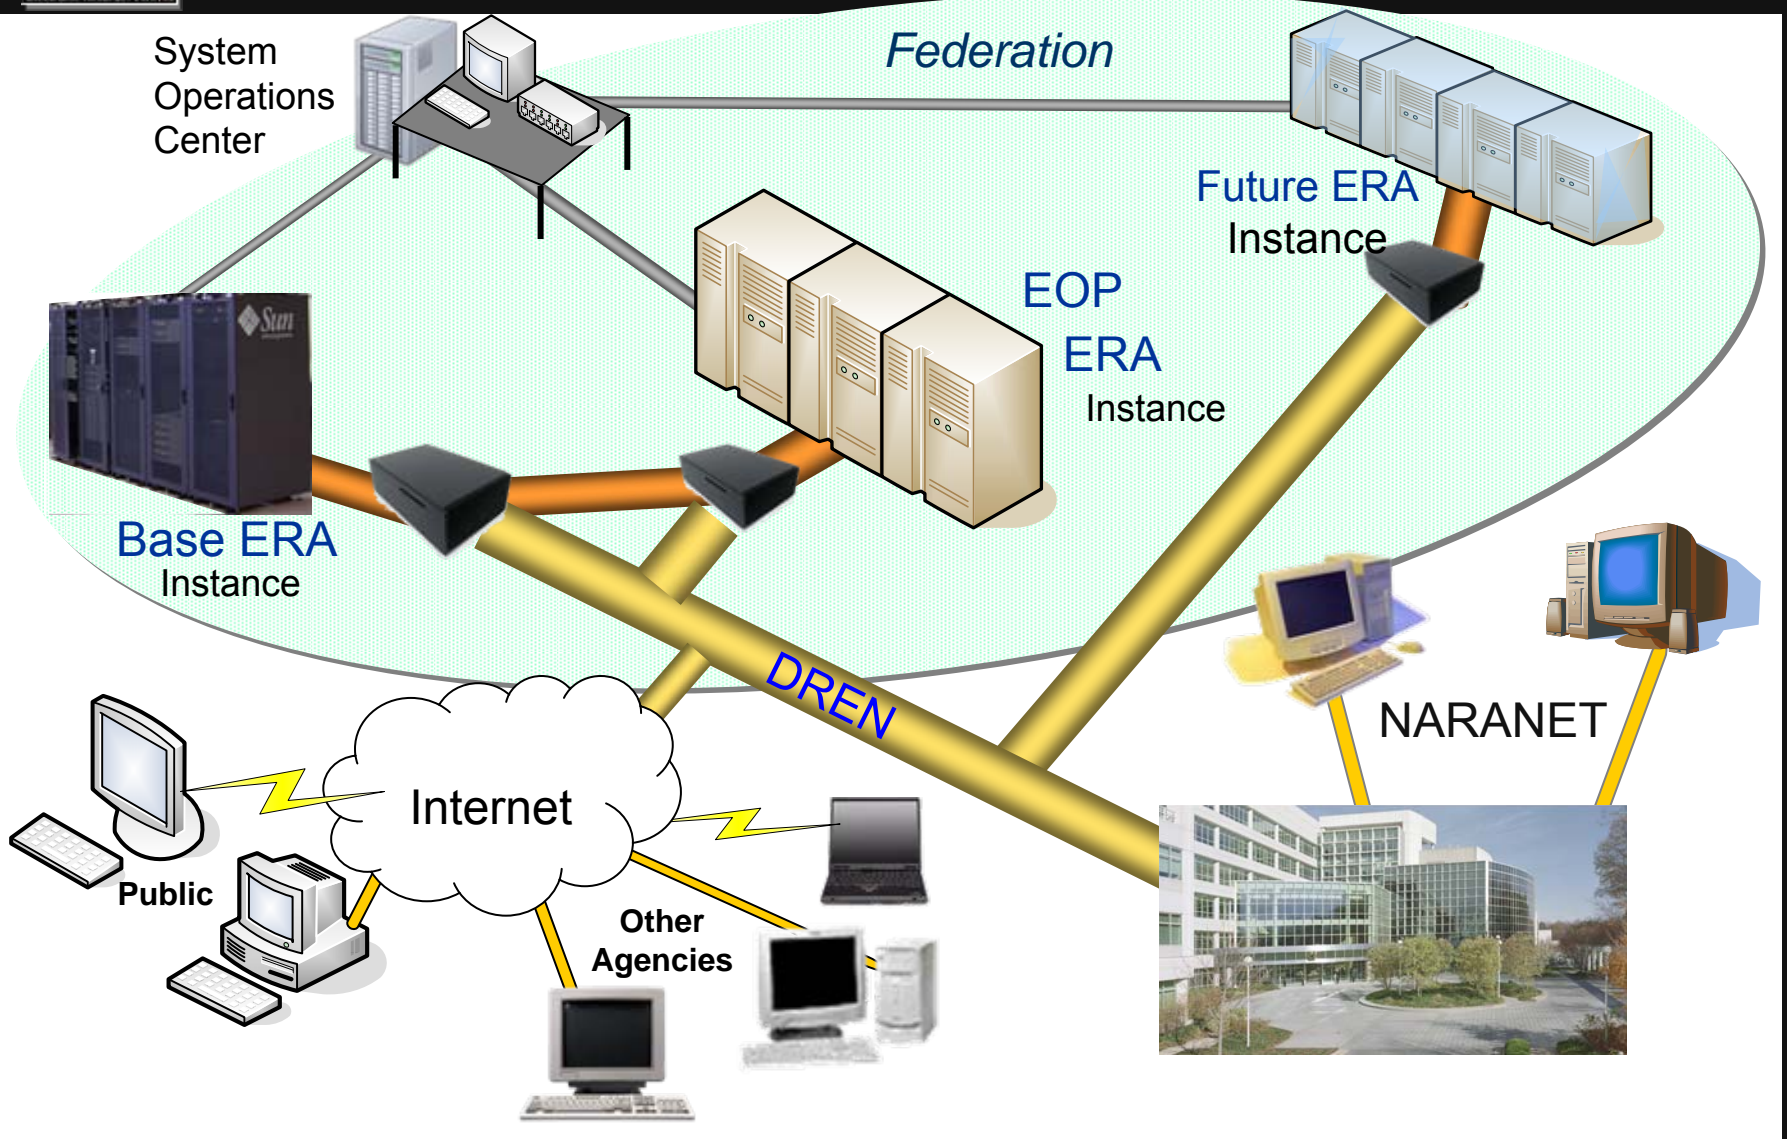 System
Operations
Center
Federation
Future ERA
Instance
EOP
ERA
Instance
Sun
Base ERA
Instance
DREN
NARANET
Internet
Public
Other
Agencies